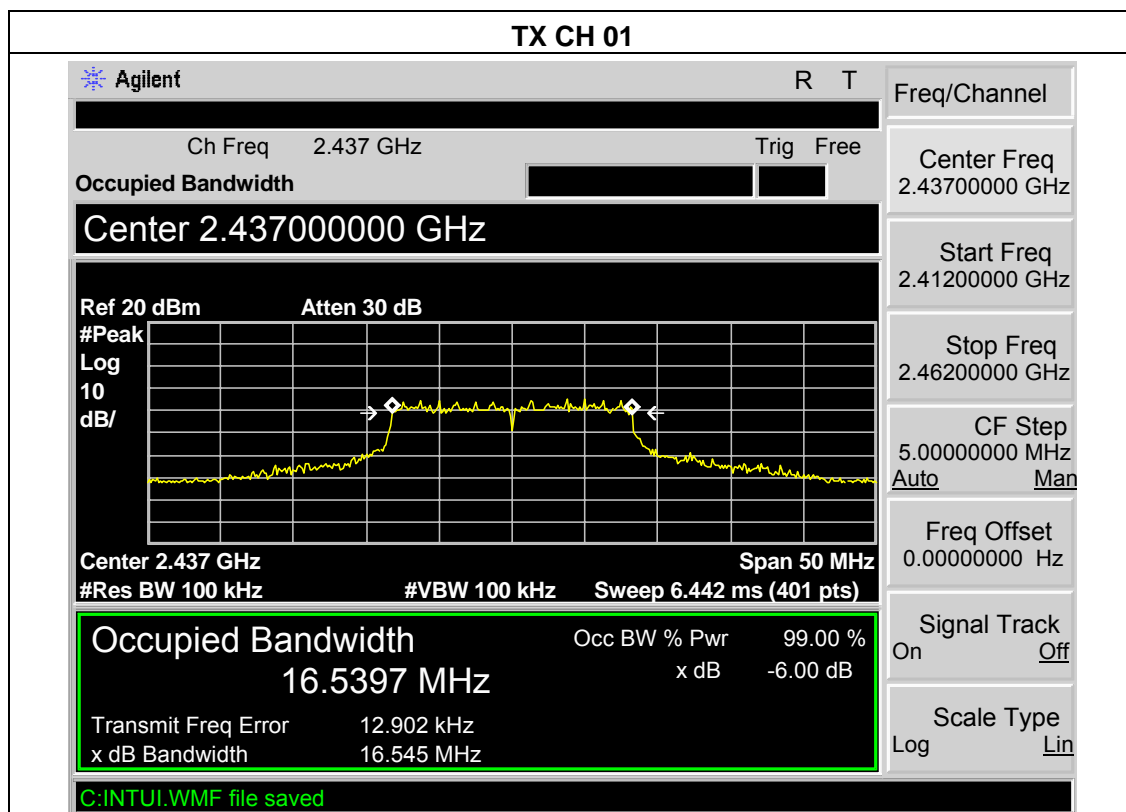 TX CH 01
Agilent R T
Ch Freq 2.437 GHz Trig Free
Occupied Bandwidth
Center 2.437000000 GHz
Ref 20 dBm Atten 30 dB
#Peak
Log
10
dB/
Center 2.437 GHz Span 50 MHz
#Res BW 100 kHz #VBW 100 kHz Sweep 6.442 ms (401 pts)
Occupied Bandwidth Occ BW % Pwr 99.00 %
16.5397 MHz x dB -6.00 dB
Transmit Freq Error 12.902 kHz
x dB Bandwidth 16.545 MHz
C:INTUI.WMF file saved
Freq/Channel
Center Freq
2.43700000 GHz
Start Freq
2.41200000 GHz
Stop Freq
2.46200000 GHz
CF Step
5.00000000 MHz
Auto Man
Freq Offset
0.00000000 Hz
Signal Track
On Off
Scale Type
Log Lin